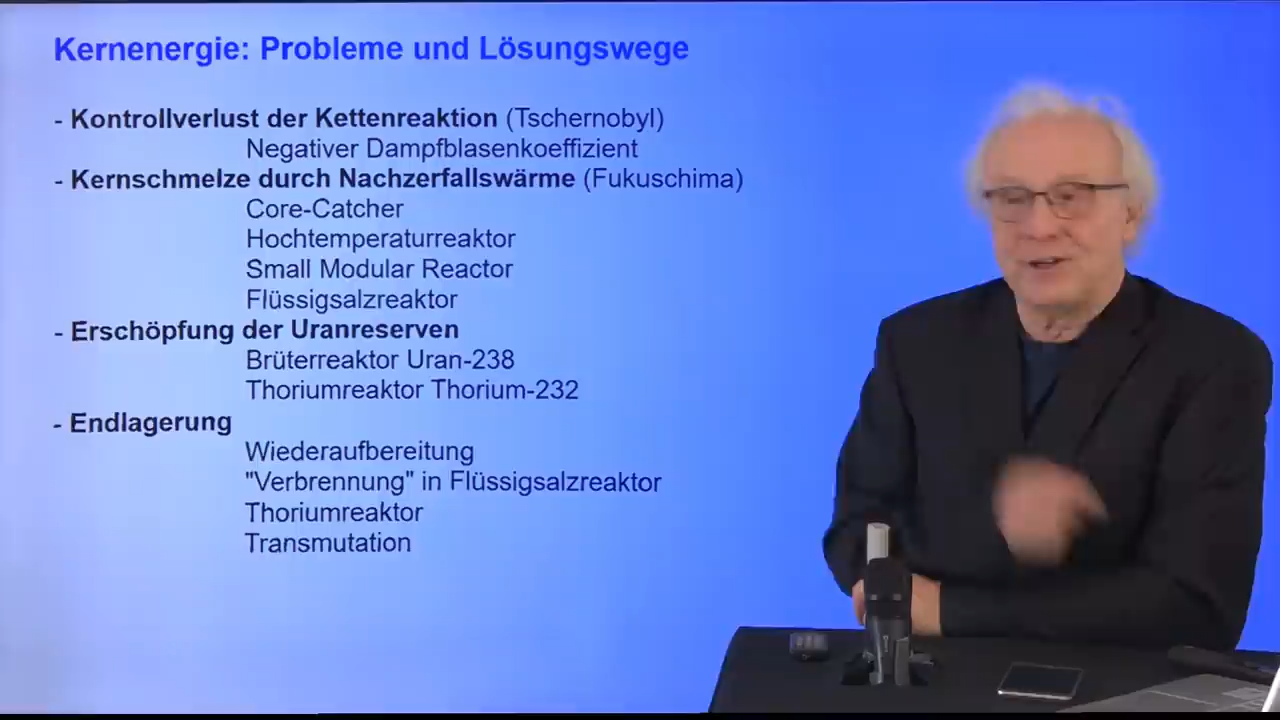 Kernenergie: Probleme und Lösungswege
- Kontrollverlust der Kettenreaktion (Tschernobyl)
Negativer Dampfblasenkoeffizient
- Kernschmelze durch Nachzerfallswärme (Fukuschima)
Core-Catcher
Hochtemperaturreaktor
Small Modular Reactor
Flüssigsalzreaktor
- Erschöpfung der Uranreserven
Brüterreaktor Uran-238
Thoriumreaktor Thorium-232
- Endlagerung
Wiederaufbereitung
"Verbrennung" in Flüssigsalzreaktor
Thoriumreaktor
Transmutation